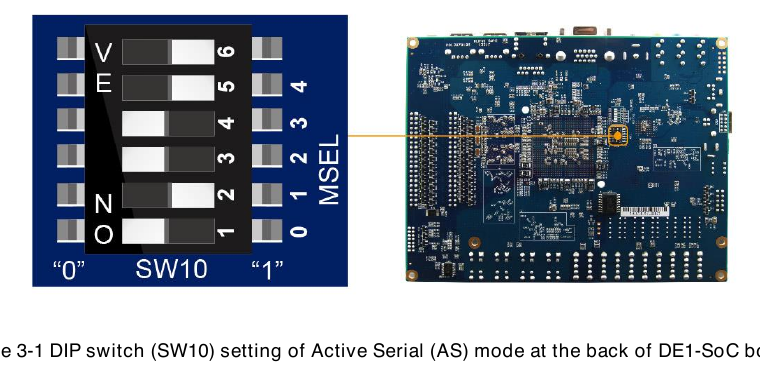 V
E
N
O
6
5
4
3
2
1
4
3
2
1
0
MSEL
“0”
SW10
“1”
e 3-1 DIP switch (SW10) setting of Active Serial (AS) mode at the back of DE1-SoC bo